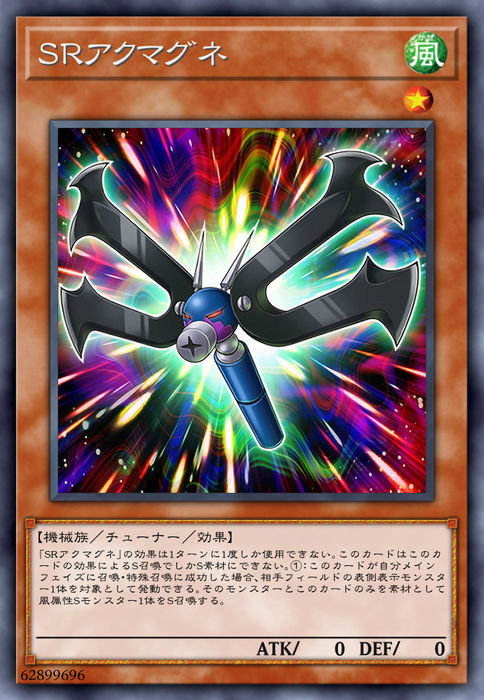 SRアクマグネ
かぜ
風
【機械族／チューナー／効果】
「SRアクマグネ」の効果は1ターンに1度しか使用できない。このカードはこのカ
ードの効果によるS召喚でしかS素材にできない。①：このカードが自分メイン
フェイズに召喚・特殊召喚に成功した場合、相手フィールドの表側表示モンスタ
ー1体を対象として発動できる。そのモンスターとこのカードのみを素材として
風属性Sモンスター1体をS召喚する。
ATK/ 0 DEF/ 0
62899696